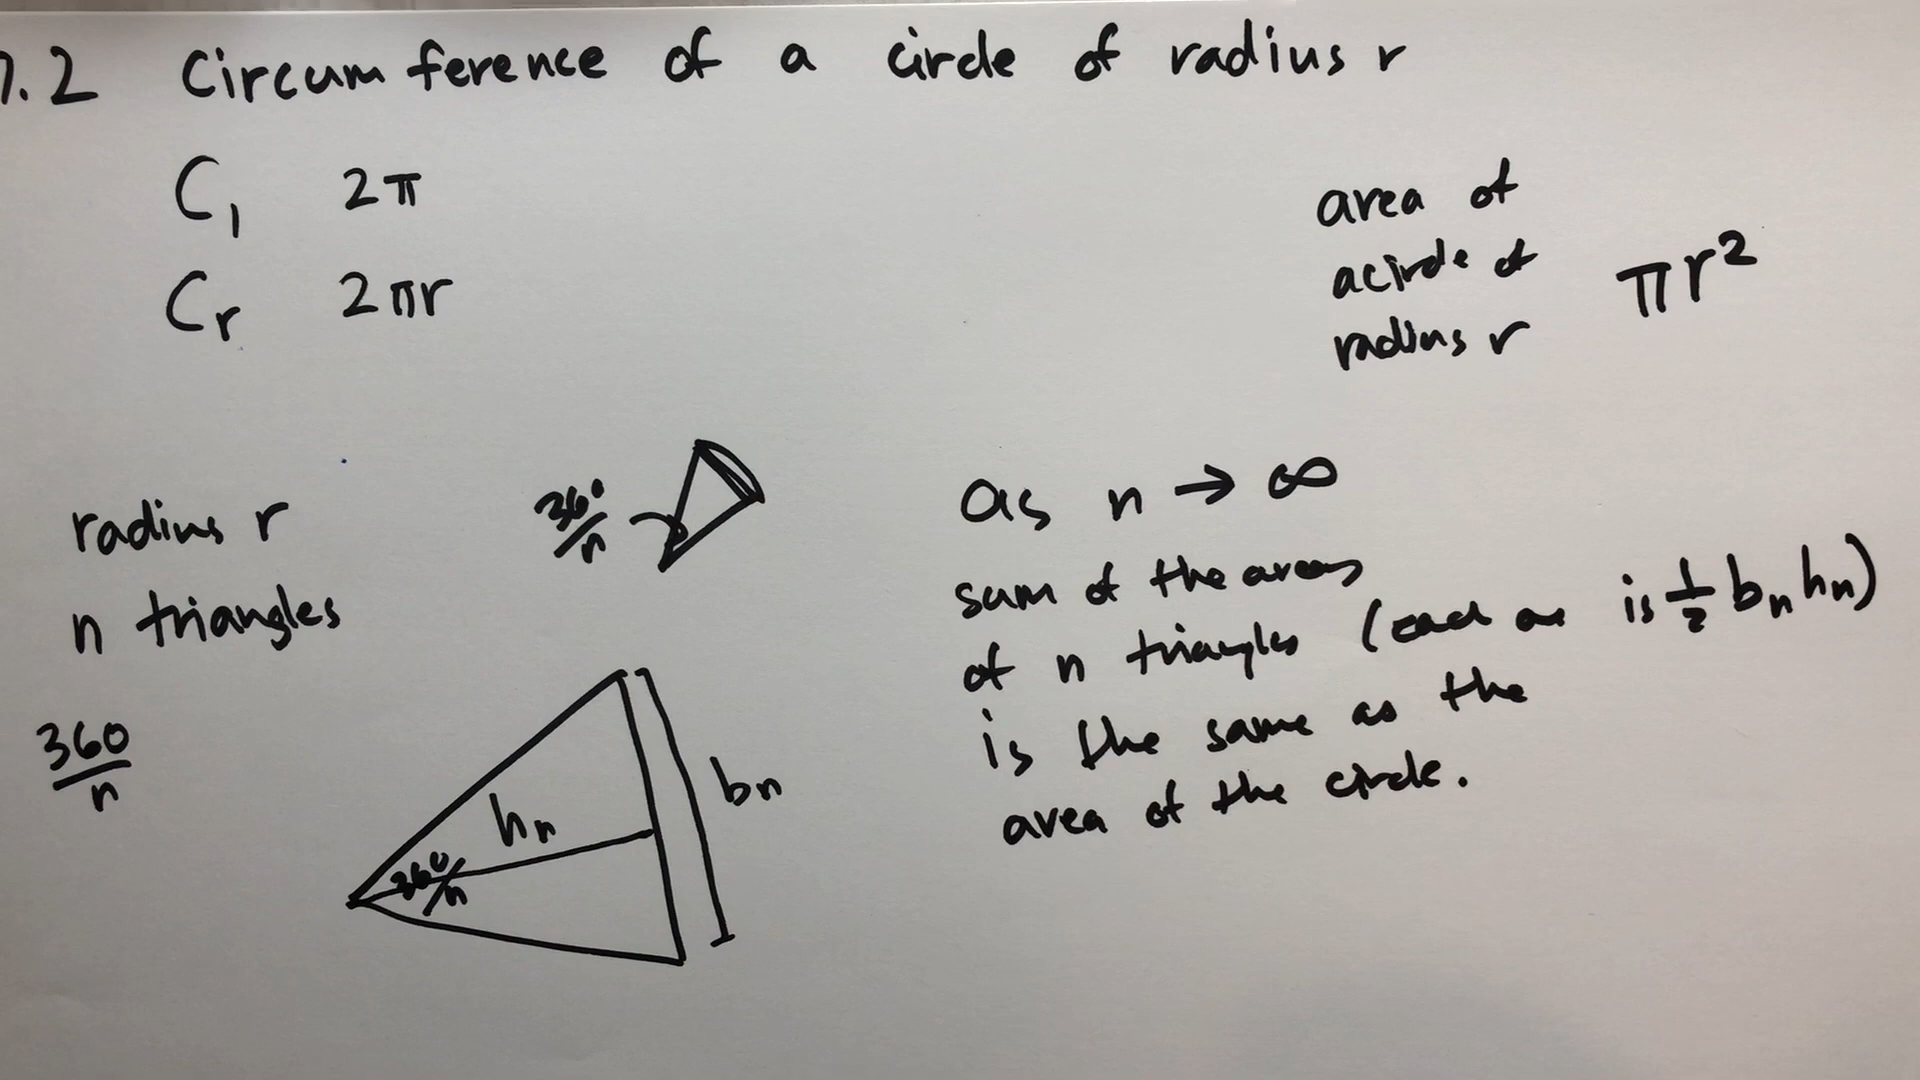 7.2 Circumference of a circle of radius r
C₁ 2π
Cᵣ 2πr
area of
a circle of
radius r
πr²
radius r
n triangles
360/n
36°/n
hₙ
360/n
bₙ
as n → ∞
sum of the areas
of n triangles (each one is ½ bₙ hₙ)
is the same as the
area of the circle.